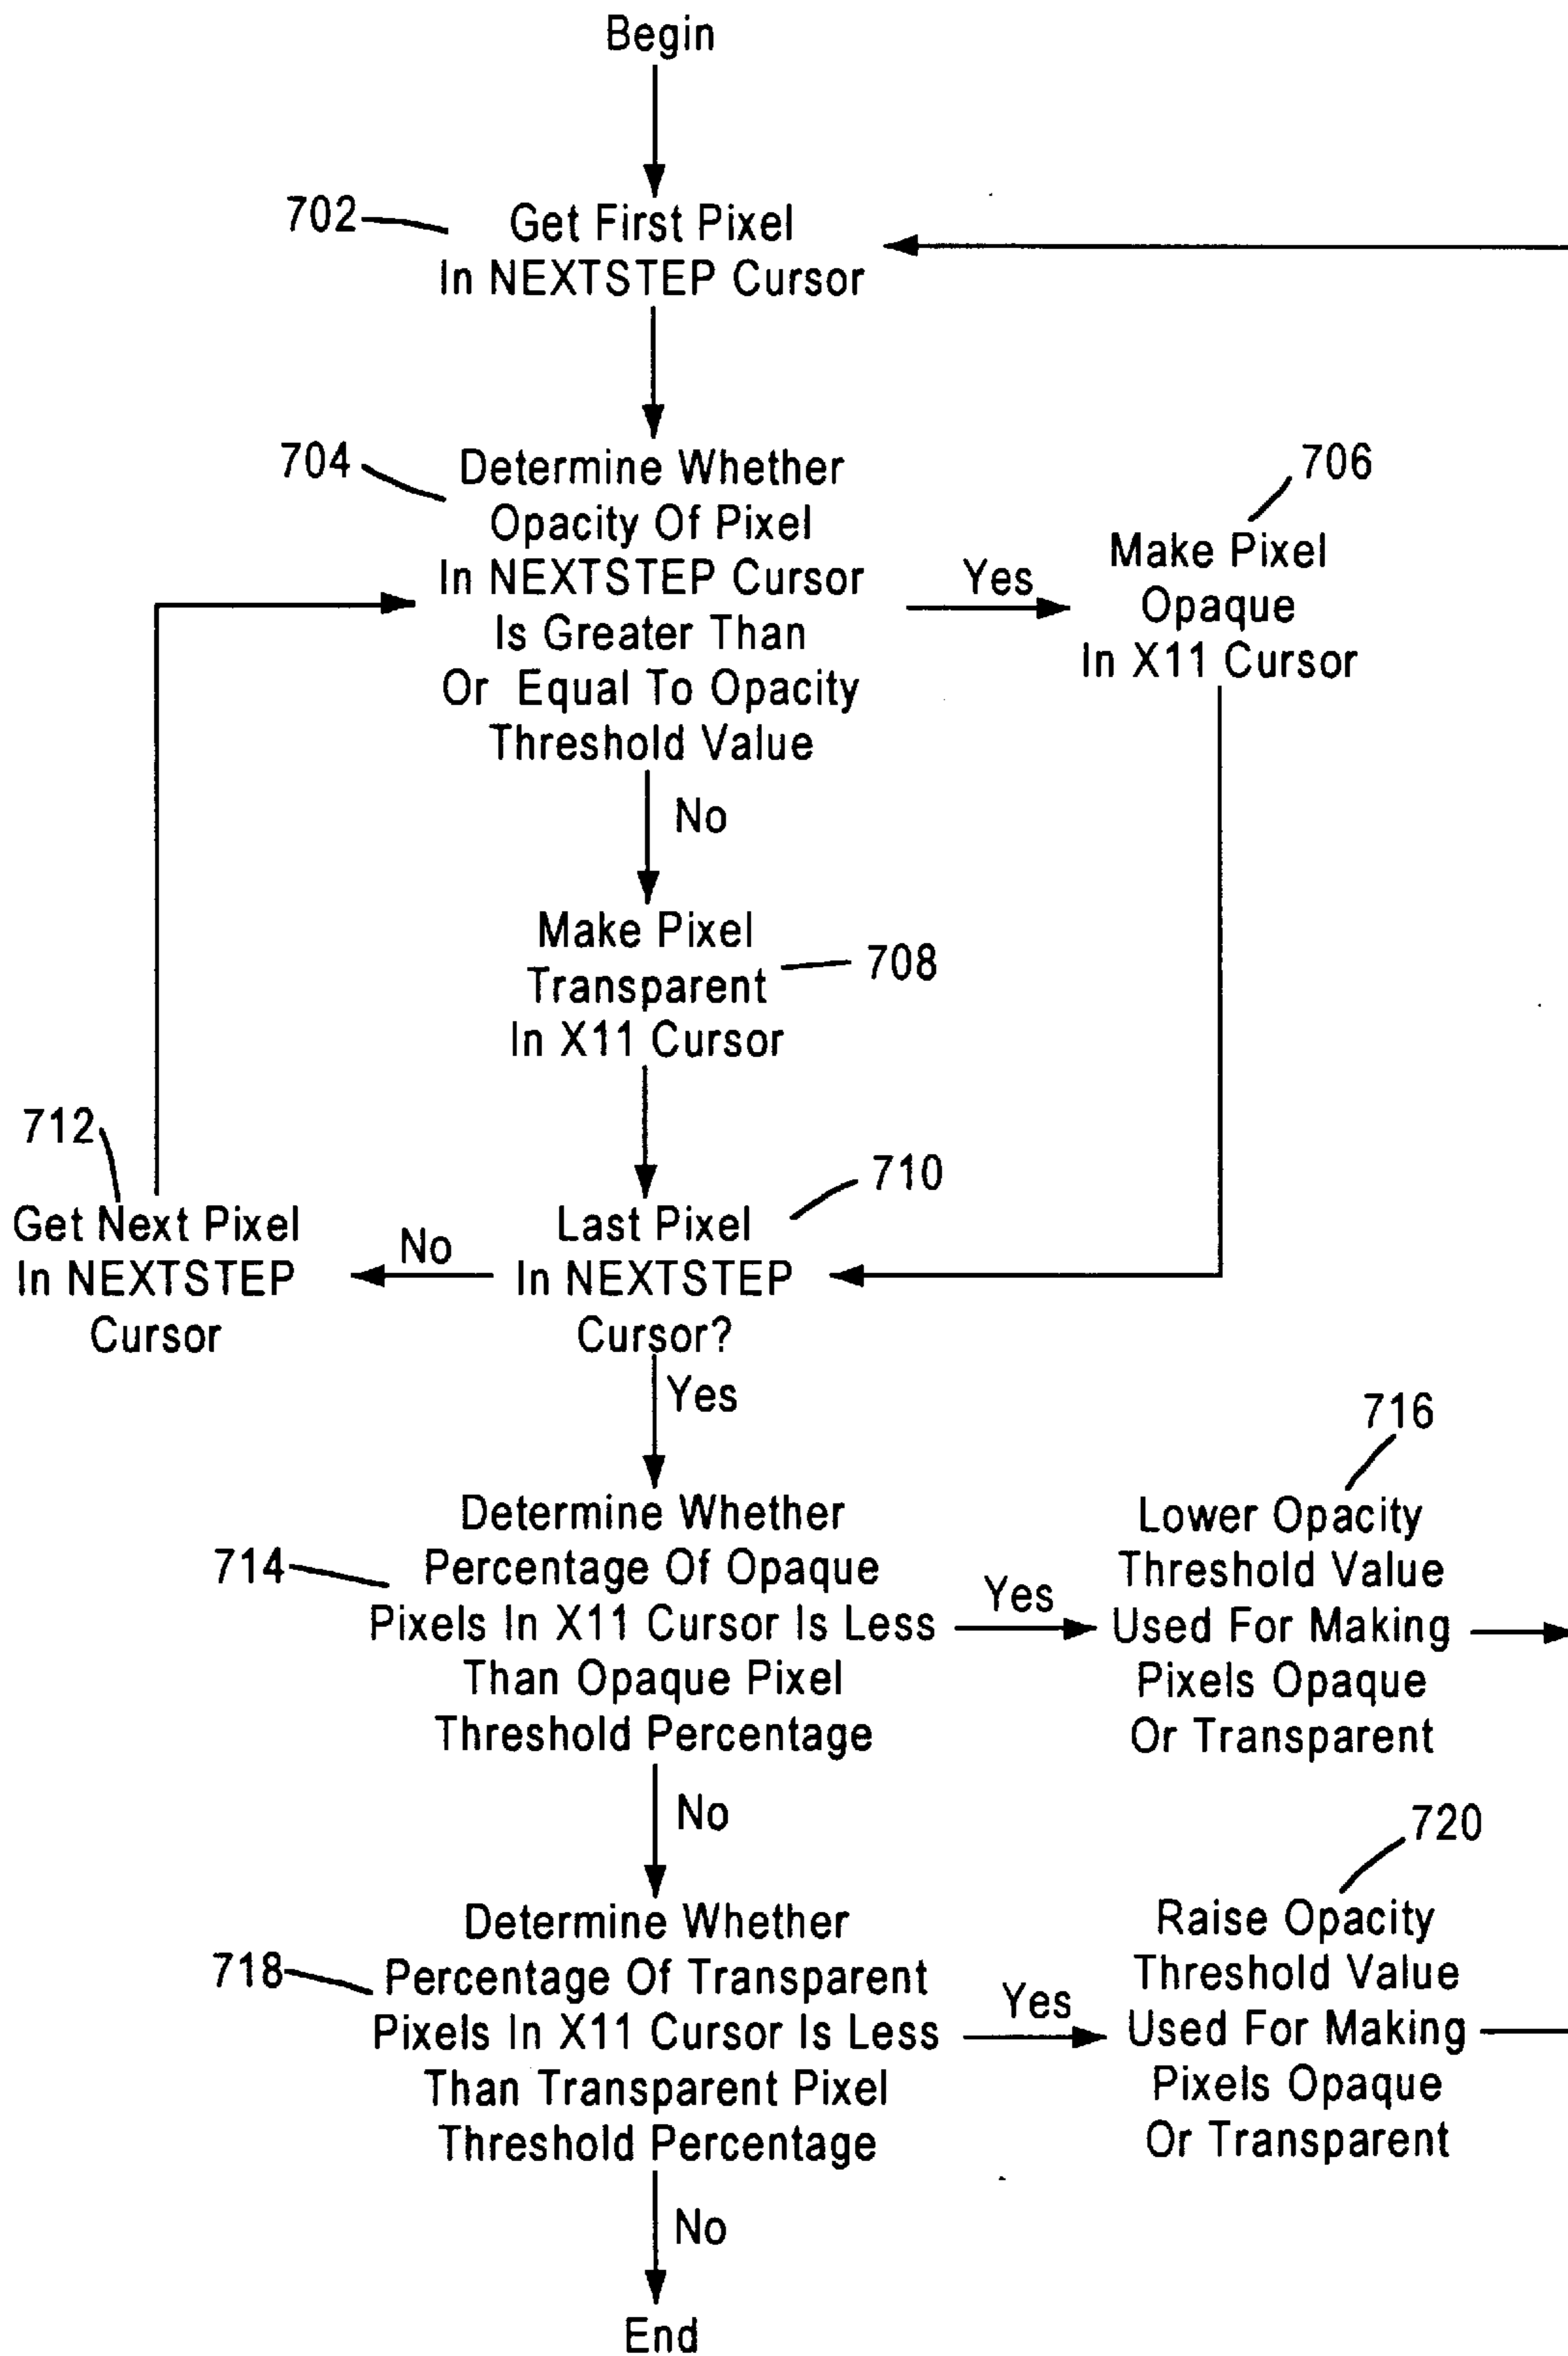 Begin
702
Get First Pixel
In NEXTSTEP Cursor
704
Determine Whether
Opacity Of Pixel
In NEXTSTEP Cursor
Is Greater Than
Or Equal To Opacity
Threshold Value
Yes
706
Make Pixel
Opaque
In X11 Cursor
No
Make Pixel
Transparent
In X11 Cursor
708
710
Last Pixel
In NEXTSTEP
Cursor?
No
712
Get Next Pixel
In NEXTSTEP
Cursor
Yes
714
Determine Whether
Percentage Of Opaque
Pixels In X11 Cursor Is Less
Than Opaque Pixel
Threshold Percentage
Yes
716
Lower Opacity
Threshold Value
Used For Making
Pixels Opaque
Or Transparent
No
718
Determine Whether
Percentage Of Transparent
Pixels In X11 Cursor Is Less
Than Transparent Pixel
Threshold Percentage
Yes
720
Raise Opacity
Threshold Value
Used For Making
Pixels Opaque
Or Transparent
No
End